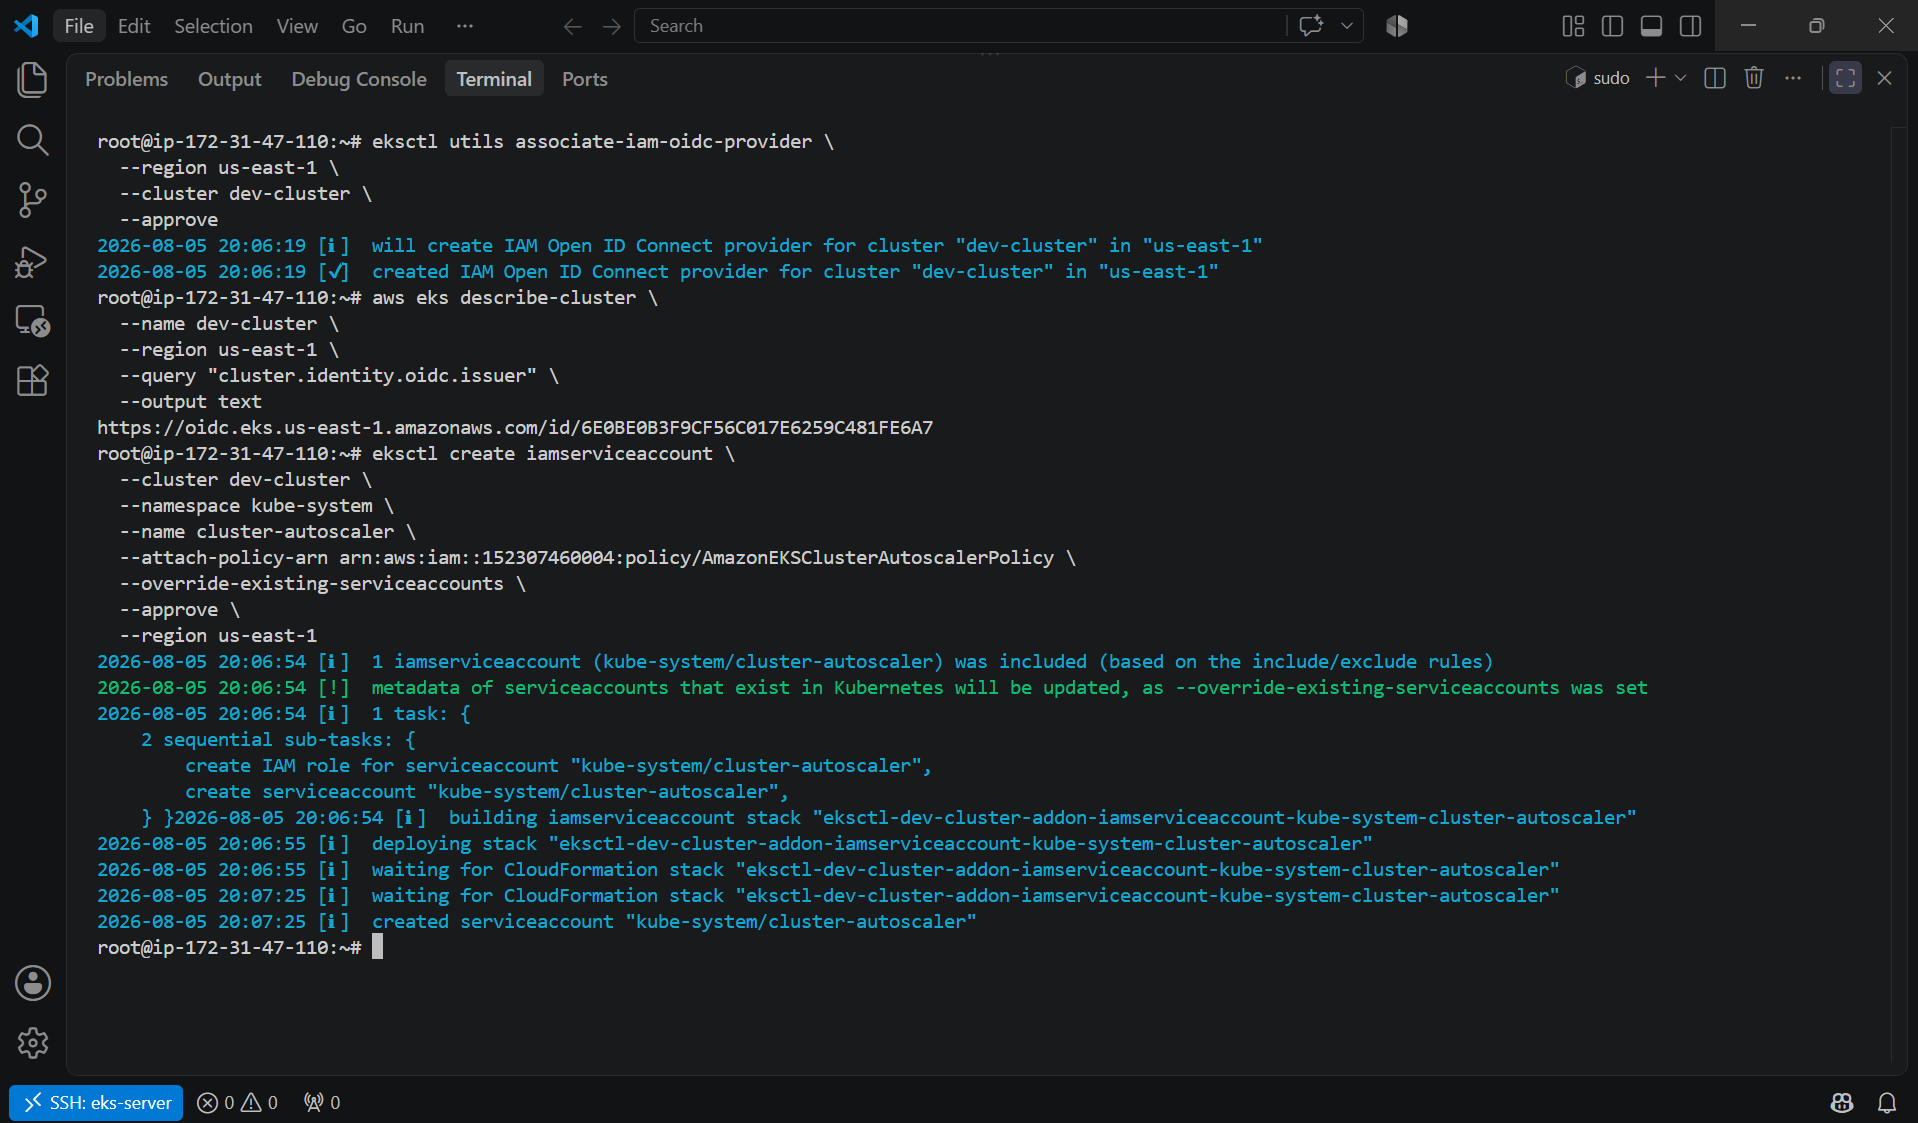 File Edit Selection View Go Run ··· Search
Problems Output Debug Console Terminal Ports sudo
root@ip-172-31-47-110:~# eksctl utils associate-iam-oidc-provider \
  --region us-east-1 \
  --cluster dev-cluster \
  --approve
2026-08-05 20:06:19 [ℹ]  will create IAM Open ID Connect provider for cluster "dev-cluster" in "us-east-1"
2026-08-05 20:06:19 [✔]  created IAM Open ID Connect provider for cluster "dev-cluster" in "us-east-1"
root@ip-172-31-47-110:~# aws eks describe-cluster \
  --name dev-cluster \
  --region us-east-1 \
  --query "cluster.identity.oidc.issuer" \
  --output text
https://oidc.eks.us-east-1.amazonaws.com/id/6E0BE0B3F9CF56C017E6259C481FE6A7
root@ip-172-31-47-110:~# eksctl create iamserviceaccount \
  --cluster dev-cluster \
  --namespace kube-system \
  --name cluster-autoscaler \
  --attach-policy-arn arn:aws:iam::152307460004:policy/AmazonEKSClusterAutoscalerPolicy \
  --override-existing-serviceaccounts \
  --approve \
  --region us-east-1
2026-08-05 20:06:54 [ℹ]  1 iamserviceaccount (kube-system/cluster-autoscaler) was included (based on the include/exclude rules)
2026-08-05 20:06:54 [!]  metadata of serviceaccounts that exist in Kubernetes will be updated, as --override-existing-serviceaccounts was set
2026-08-05 20:06:54 [ℹ]  1 task: {
    2 sequential sub-tasks: {
        create IAM role for serviceaccount "kube-system/cluster-autoscaler",
        create serviceaccount "kube-system/cluster-autoscaler",
    } }2026-08-05 20:06:54 [ℹ]  building iamserviceaccount stack "eksctl-dev-cluster-addon-iamserviceaccount-kube-system-cluster-autoscaler"
2026-08-05 20:06:55 [ℹ]  deploying stack "eksctl-dev-cluster-addon-iamserviceaccount-kube-system-cluster-autoscaler"
2026-08-05 20:06:55 [ℹ]  waiting for CloudFormation stack "eksctl-dev-cluster-addon-iamserviceaccount-kube-system-cluster-autoscaler"
2026-08-05 20:07:25 [ℹ]  waiting for CloudFormation stack "eksctl-dev-cluster-addon-iamserviceaccount-kube-system-cluster-autoscaler"
2026-08-05 20:07:25 [ℹ]  created serviceaccount "kube-system/cluster-autoscaler"
root@ip-172-31-47-110:~#
SSH: eks-server 0 0 0